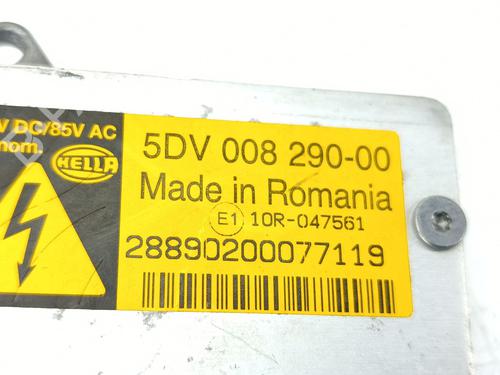 V DC/85V AC
nom.
HELLA
5DV 008 290-00
Made in Romania
E1 10R-047561
28890200077119